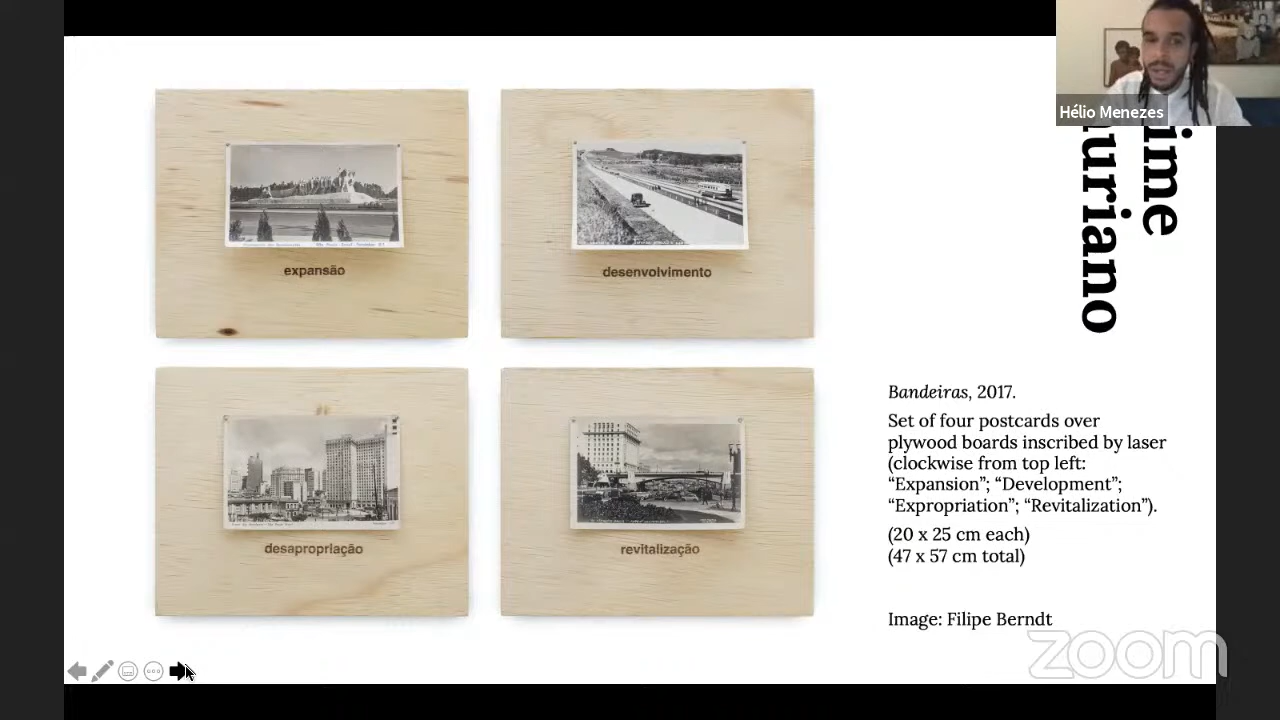 Hélio Menezes
ime
uriano
expansão
desenvolvimento
desapropriação
revitalização
Bandeiras, 2017.
Set of four postcards over
plywood boards inscribed by laser
(clockwise from top left:
“Expansion”; “Development”;
“Expropriation”; “Revitalization”).
(20 x 25 cm each)
(47 x 57 cm total)
Image: Filipe Berndt
zoom